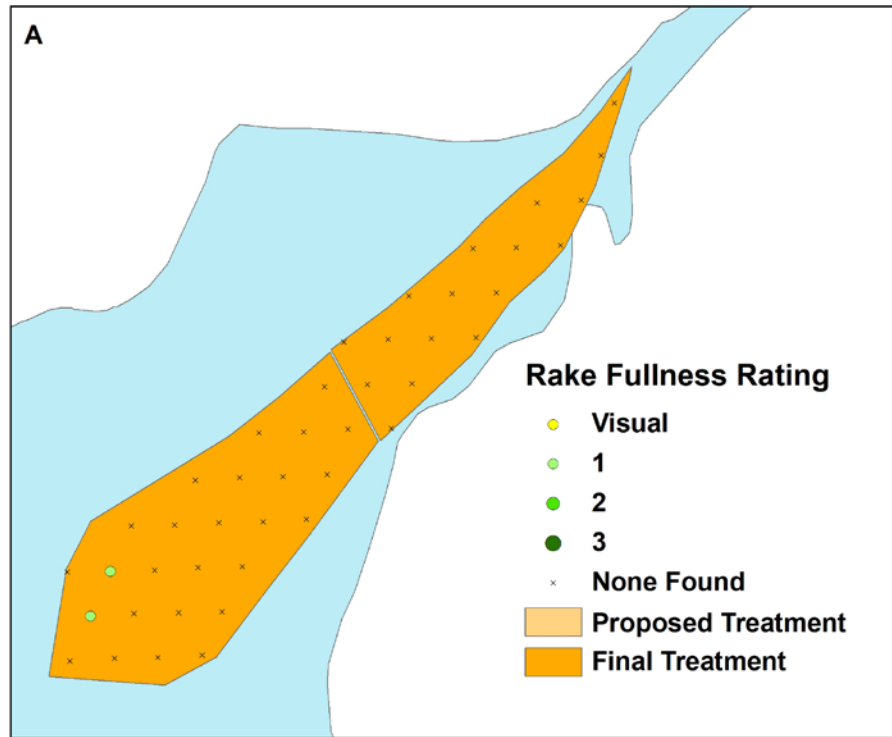 A
Rake Fullness Rating
Visual
1
2
3
None Found
Proposed Treatment
Final Treatment